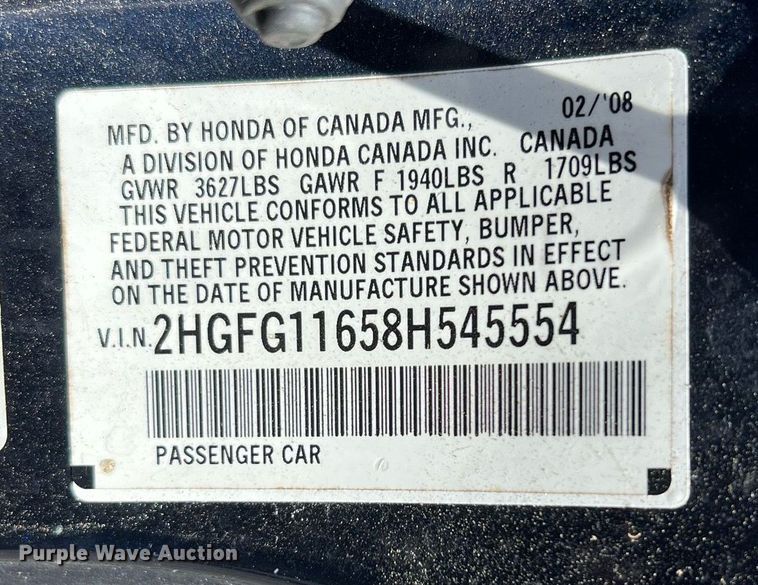 02/'08
MFD. BY HONDA OF CANADA MFG.,
A DIVISION OF HONDA CANADA INC. CANADA
GVWR 3627LBS GAWR F 1940LBS R 1709LBS
THIS VEHICLE CONFORMS TO ALL APPLICABLE
FEDERAL MOTOR VEHICLE SAFETY, BUMPER,
AND THEFT PREVENTION STANDARDS IN EFFECT
ON THE DATE OF MANUFACTURE SHOWN ABOVE.
V.I.N. 2HGFG11658H545554
PASSENGER CAR
Purple Wave Auction